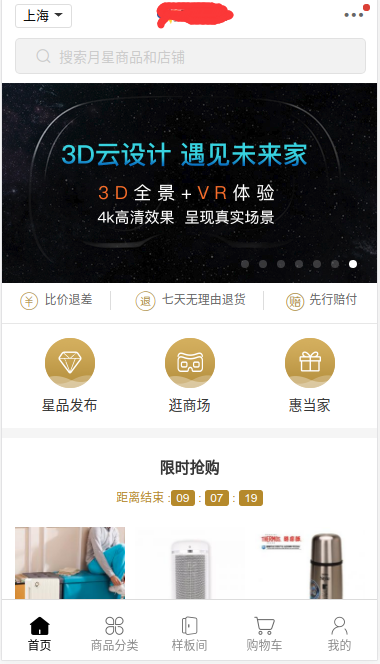 上海
搜索月星商品和店铺
3D云设计 遇见未来家
3D全景+VR体验
4k高清效果 呈现真实场景
¥ 比价退差
退 七天无理由退货
赔 先行赔付
星品发布
逛商场
惠当家
限时抢购
距离结束 : 09 : 07 : 19
THERMOS 膳魔师
首页
商品分类
样板间
购物车
我的